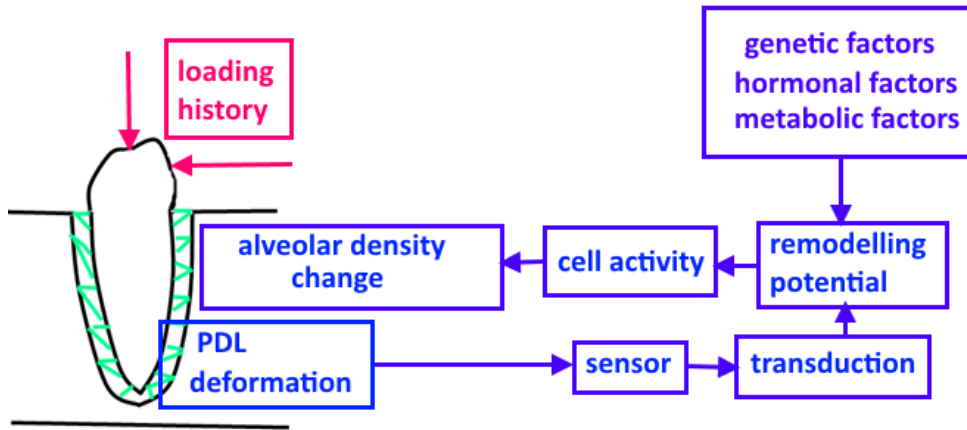 loading
history
genetic factors
hormonal factors
metabolic factors
alveolar density
change
cell activity
remodelling
potential
PDL
deformation
sensor
transduction